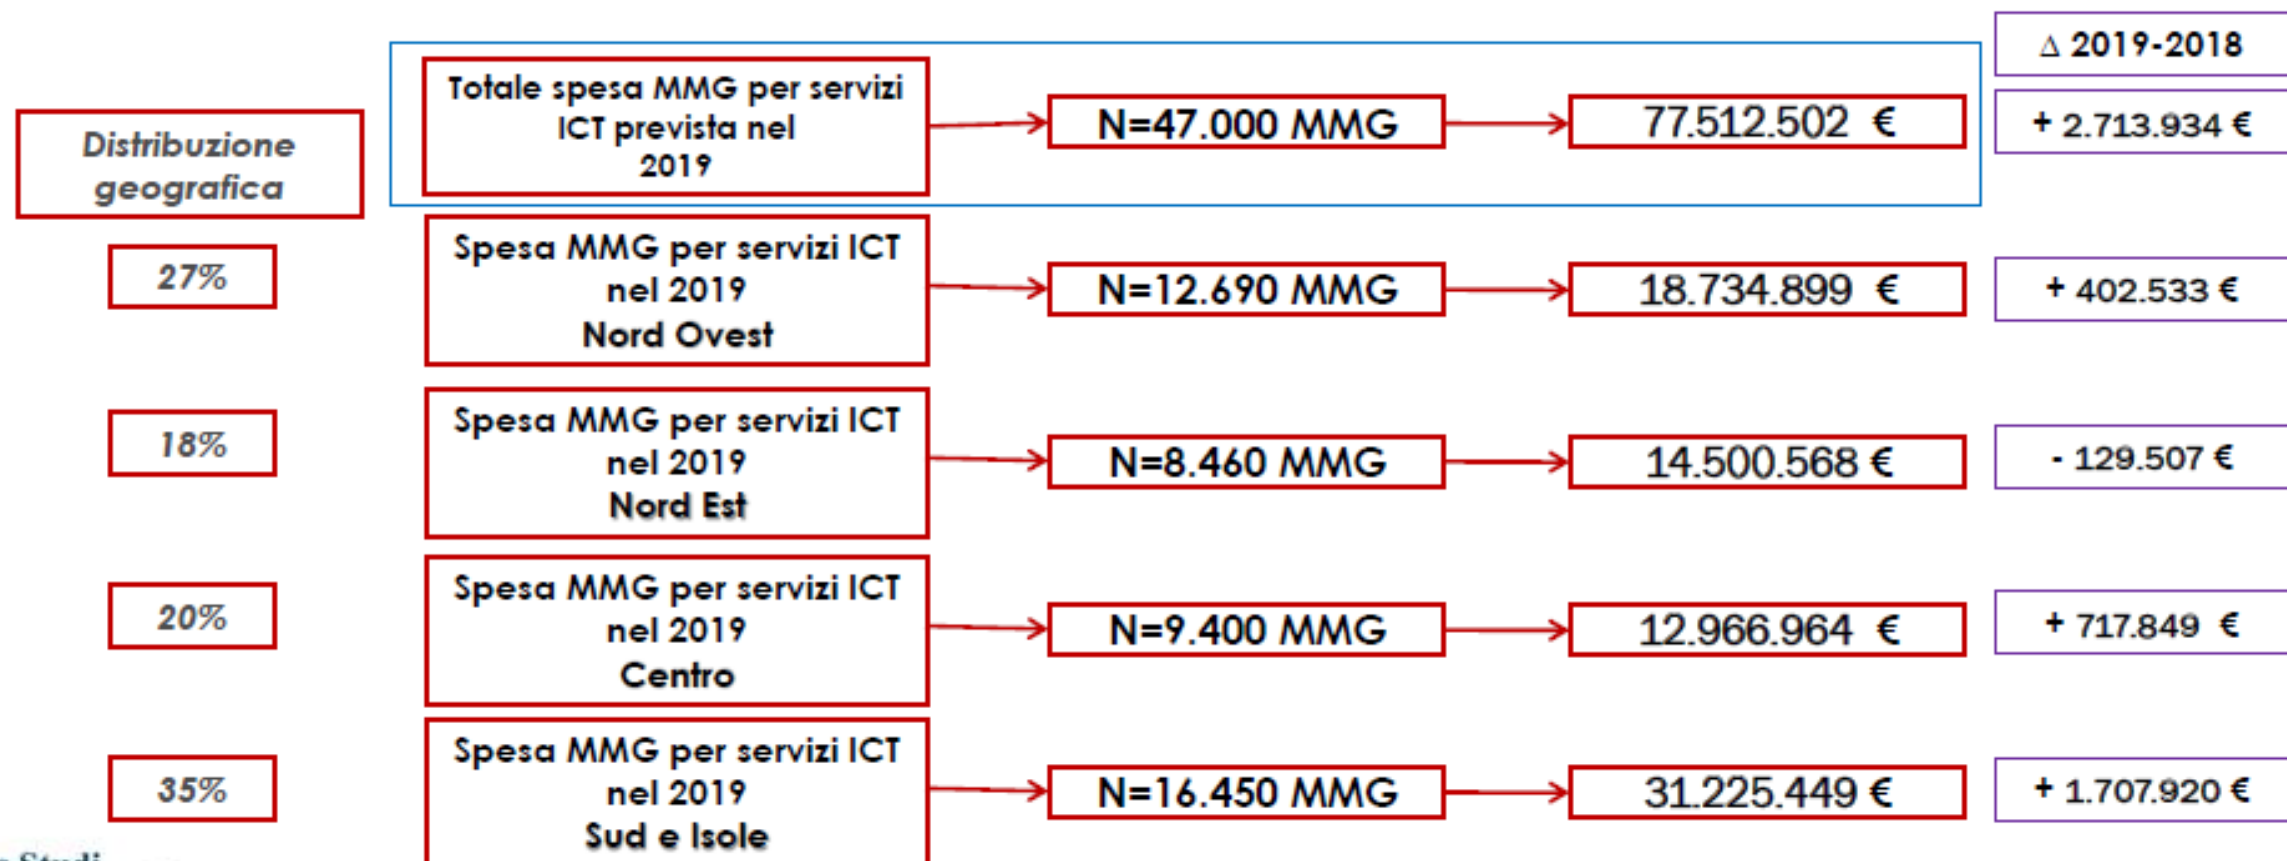 Δ 2019-2018
Totale spesa MMG per servizi
ICT prevista nel
2019
N=47.000 MMG
77.512.502 €
+ 2.713.934 €
Distribuzione
geografica
27%
Spesa MMG per servizi ICT
nel 2019
Nord Ovest
N=12.690 MMG
18.734.899 €
+ 402.533 €
18%
Spesa MMG per servizi ICT
nel 2019
Nord Est
N=8.460 MMG
14.500.568 €
- 129.507 €
20%
Spesa MMG per servizi ICT
nel 2019
Centro
N=9.400 MMG
12.966.964 €
+ 717.849 €
35%
Spesa MMG per servizi ICT
nel 2019
Sud e Isole
N=16.450 MMG
31.225.449 €
+ 1.707.920 €
Studi